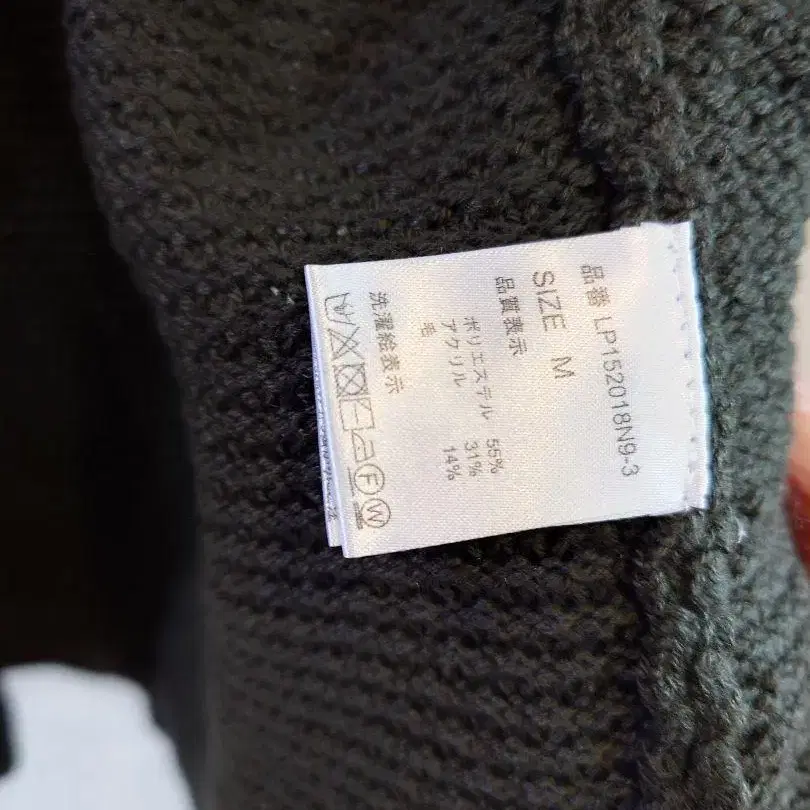 品番 LP152018N9-3
SIZE M
品質表示
ポリエステル 55%
アクリル 31%
毛 14%
洗濯絵表示
F W